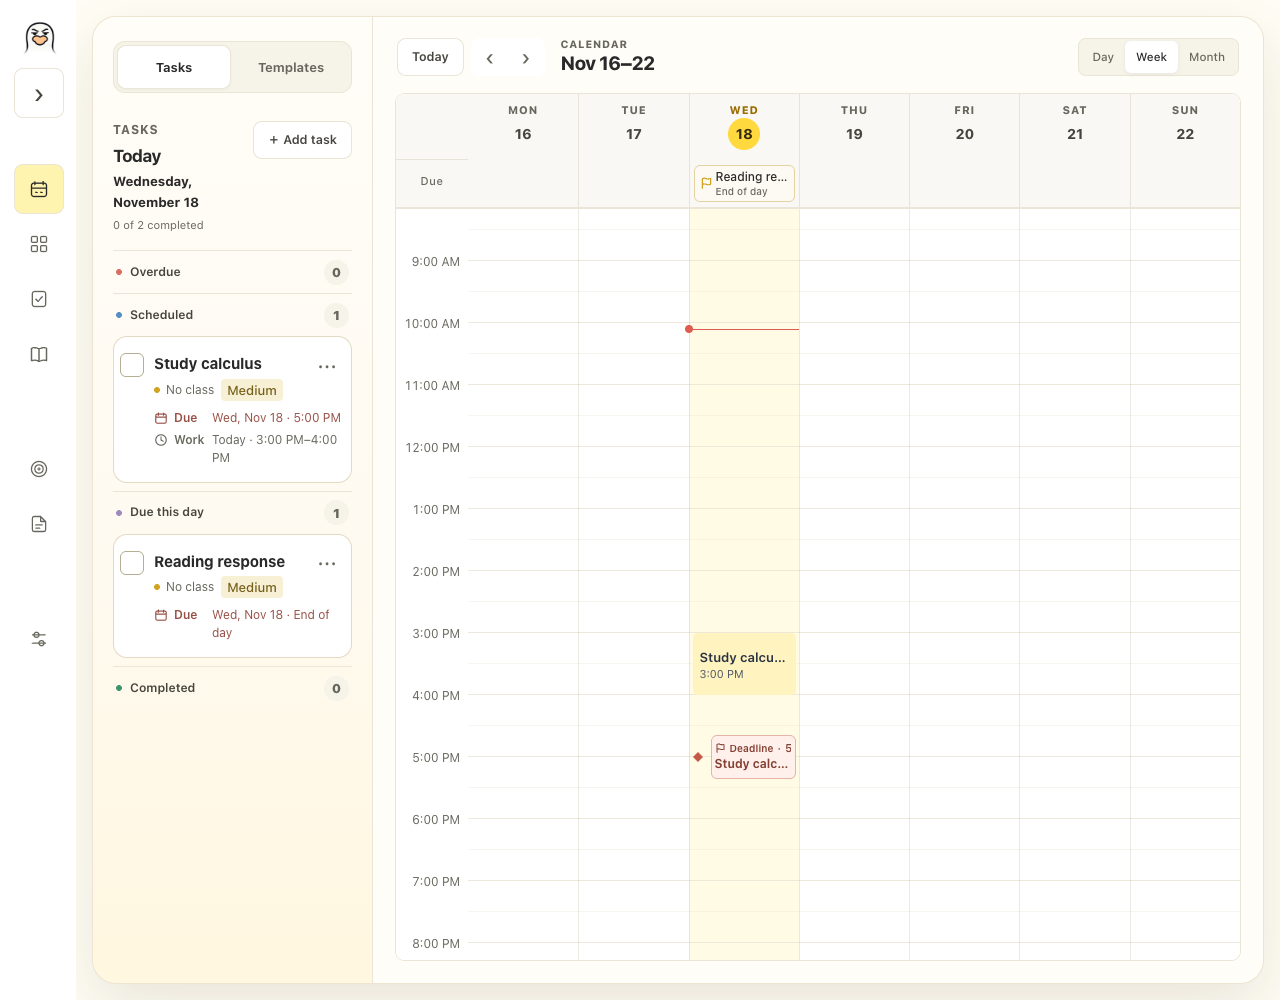 Tasks
Templates
TASKS
+ Add task
Today
Wednesday,
November 18
0 of 2 completed
Overdue
0
Scheduled
1
Study calculus
No class
Medium
Due
Wed, Nov 18 · 5:00 PM
Work
Today · 3:00 PM–4:00
PM
Due this day
1
Reading response
No class
Medium
Due
Wed, Nov 18 · End of
day
Completed
0
Today
CALENDAR
Nov 16–22
Day
Week
Month
MON
16
TUE
17
WED
18
THU
19
FRI
20
SAT
21
SUN
22
Due
Reading re...
End of day
9:00 AM
10:00 AM
11:00 AM
12:00 PM
1:00 PM
2:00 PM
3:00 PM
Study calcu...
3:00 PM
4:00 PM
Deadline · 5
5:00 PM
Study calc...
6:00 PM
7:00 PM
8:00 PM